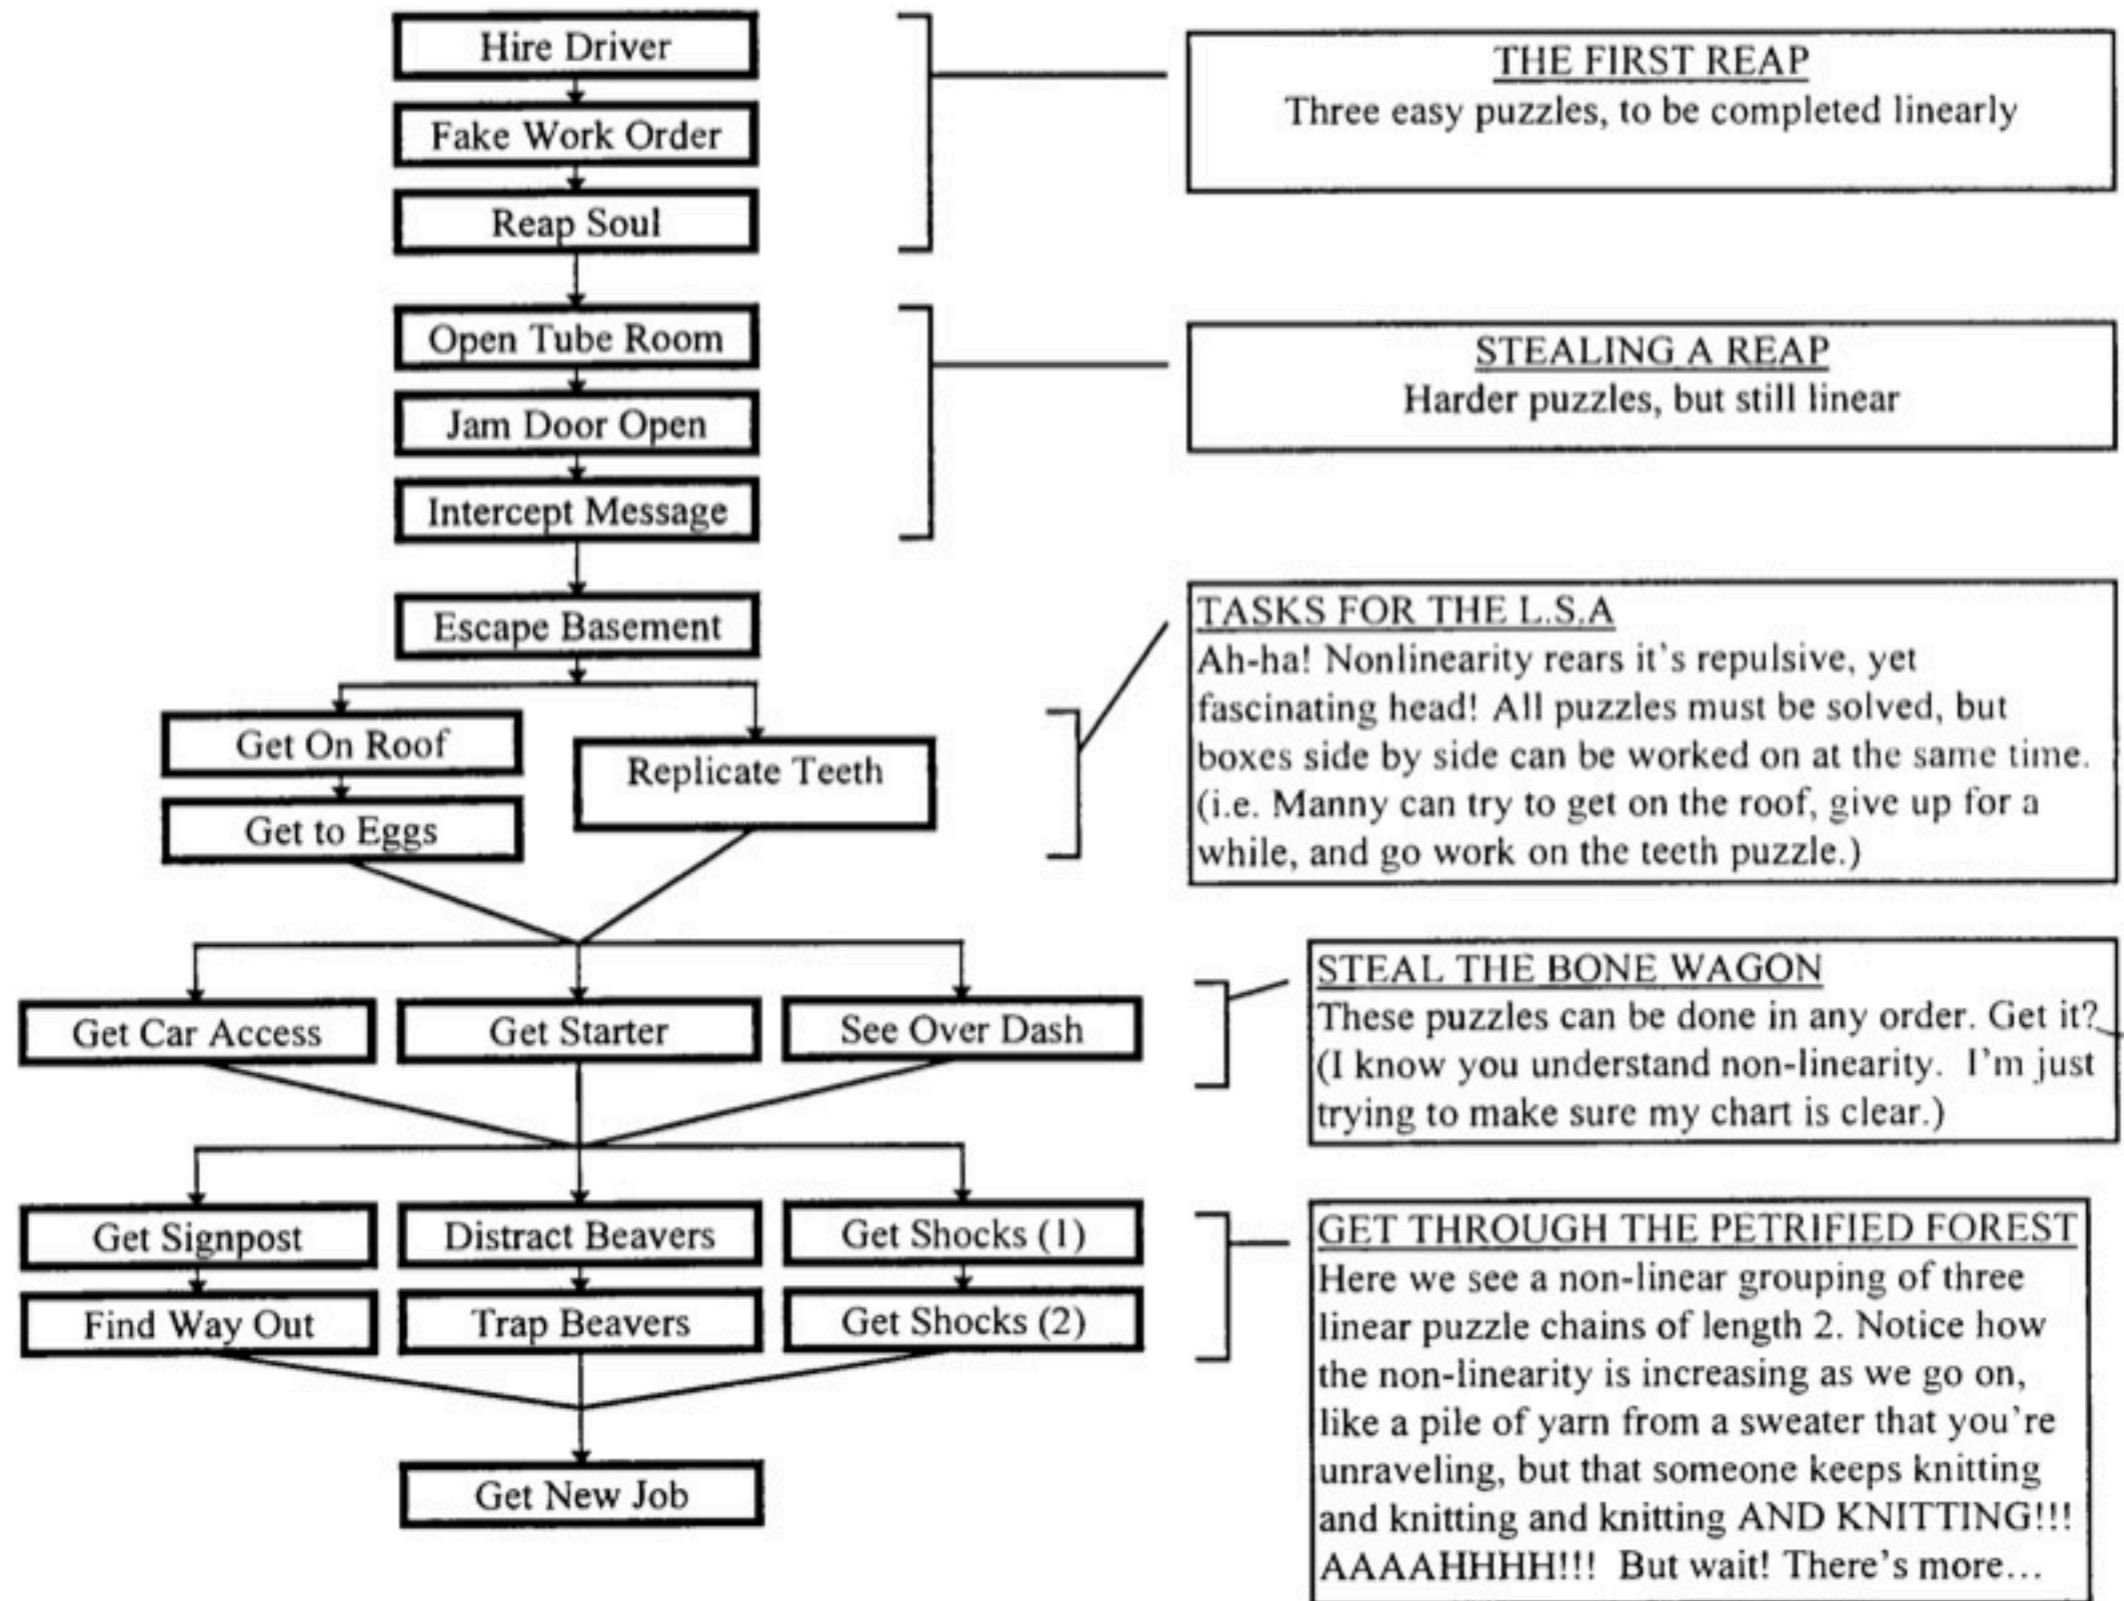 Hire Driver
Fake Work Order
Reap Soul
THE FIRST REAP
Three easy puzzles, to be completed linearly
Open Tube Room
Jam Door Open
Intercept Message
STEALING A REAP
Harder puzzles, but still linear
Escape Basement
Get On Roof
Replicate Teeth
Get to Eggs
TASKS FOR THE L.S.A
Ah-ha! Nonlinearity rears it's repulsive, yet
fascinating head! All puzzles must be solved, but
boxes side by side can be worked on at the same time.
(i.e. Manny can try to get on the roof, give up for a
while, and go work on the teeth puzzle.)
Get Car Access
Get Starter
See Over Dash
STEAL THE BONE WAGON
These puzzles can be done in any order. Get it?
(I know you understand non-linearity. I'm just
trying to make sure my chart is clear.)
Get Signpost
Distract Beavers
Get Shocks (1)
Find Way Out
Trap Beavers
Get Shocks (2)
GET THROUGH THE PETRIFIED FOREST
Here we see a non-linear grouping of three
linear puzzle chains of length 2. Notice how
the non-linearity is increasing as we go on,
like a pile of yarn from a sweater that you're
unraveling, but that someone keeps knitting
and knitting and knitting AND KNITTING!!!
AAAAHHHH!!! But wait! There's more...
Get New Job